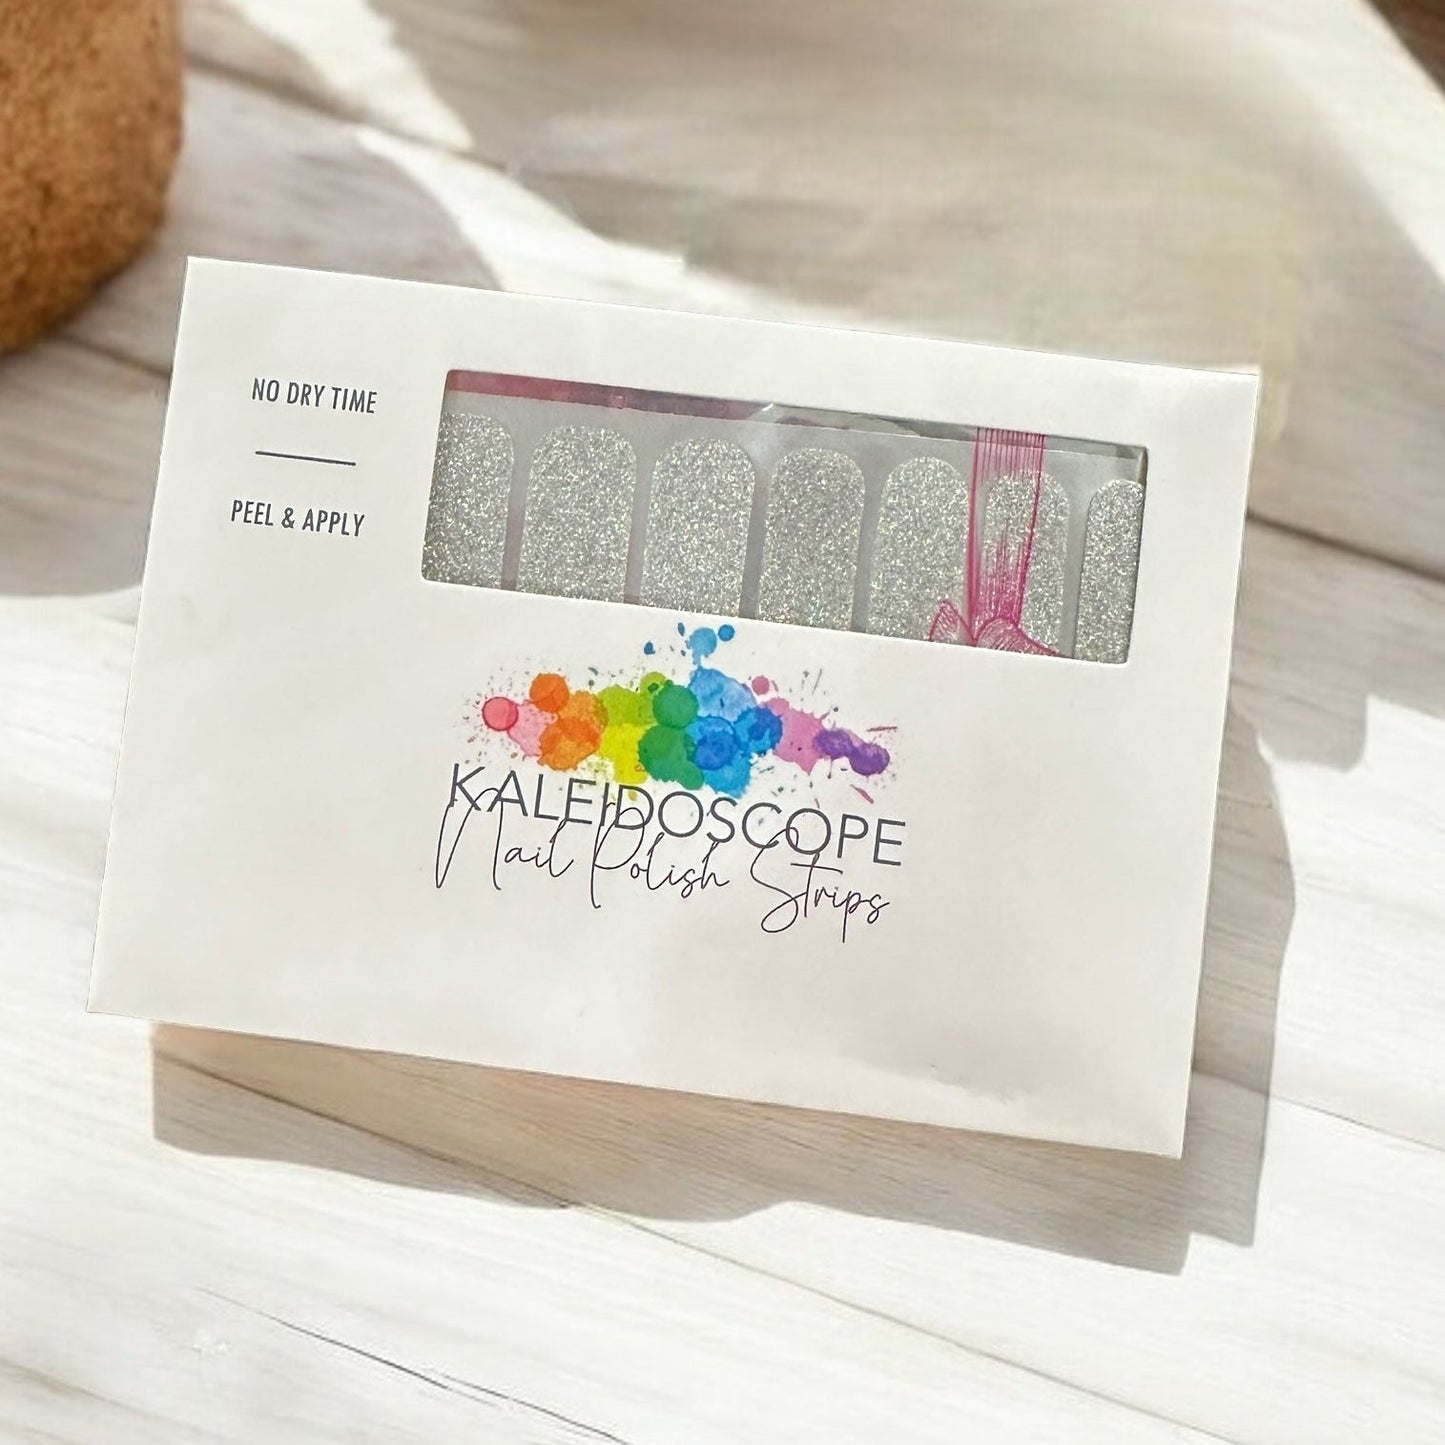 NO DRY TIME
PEEL & APPLY
KALEIDOSCOPE
Nail Polish Strips